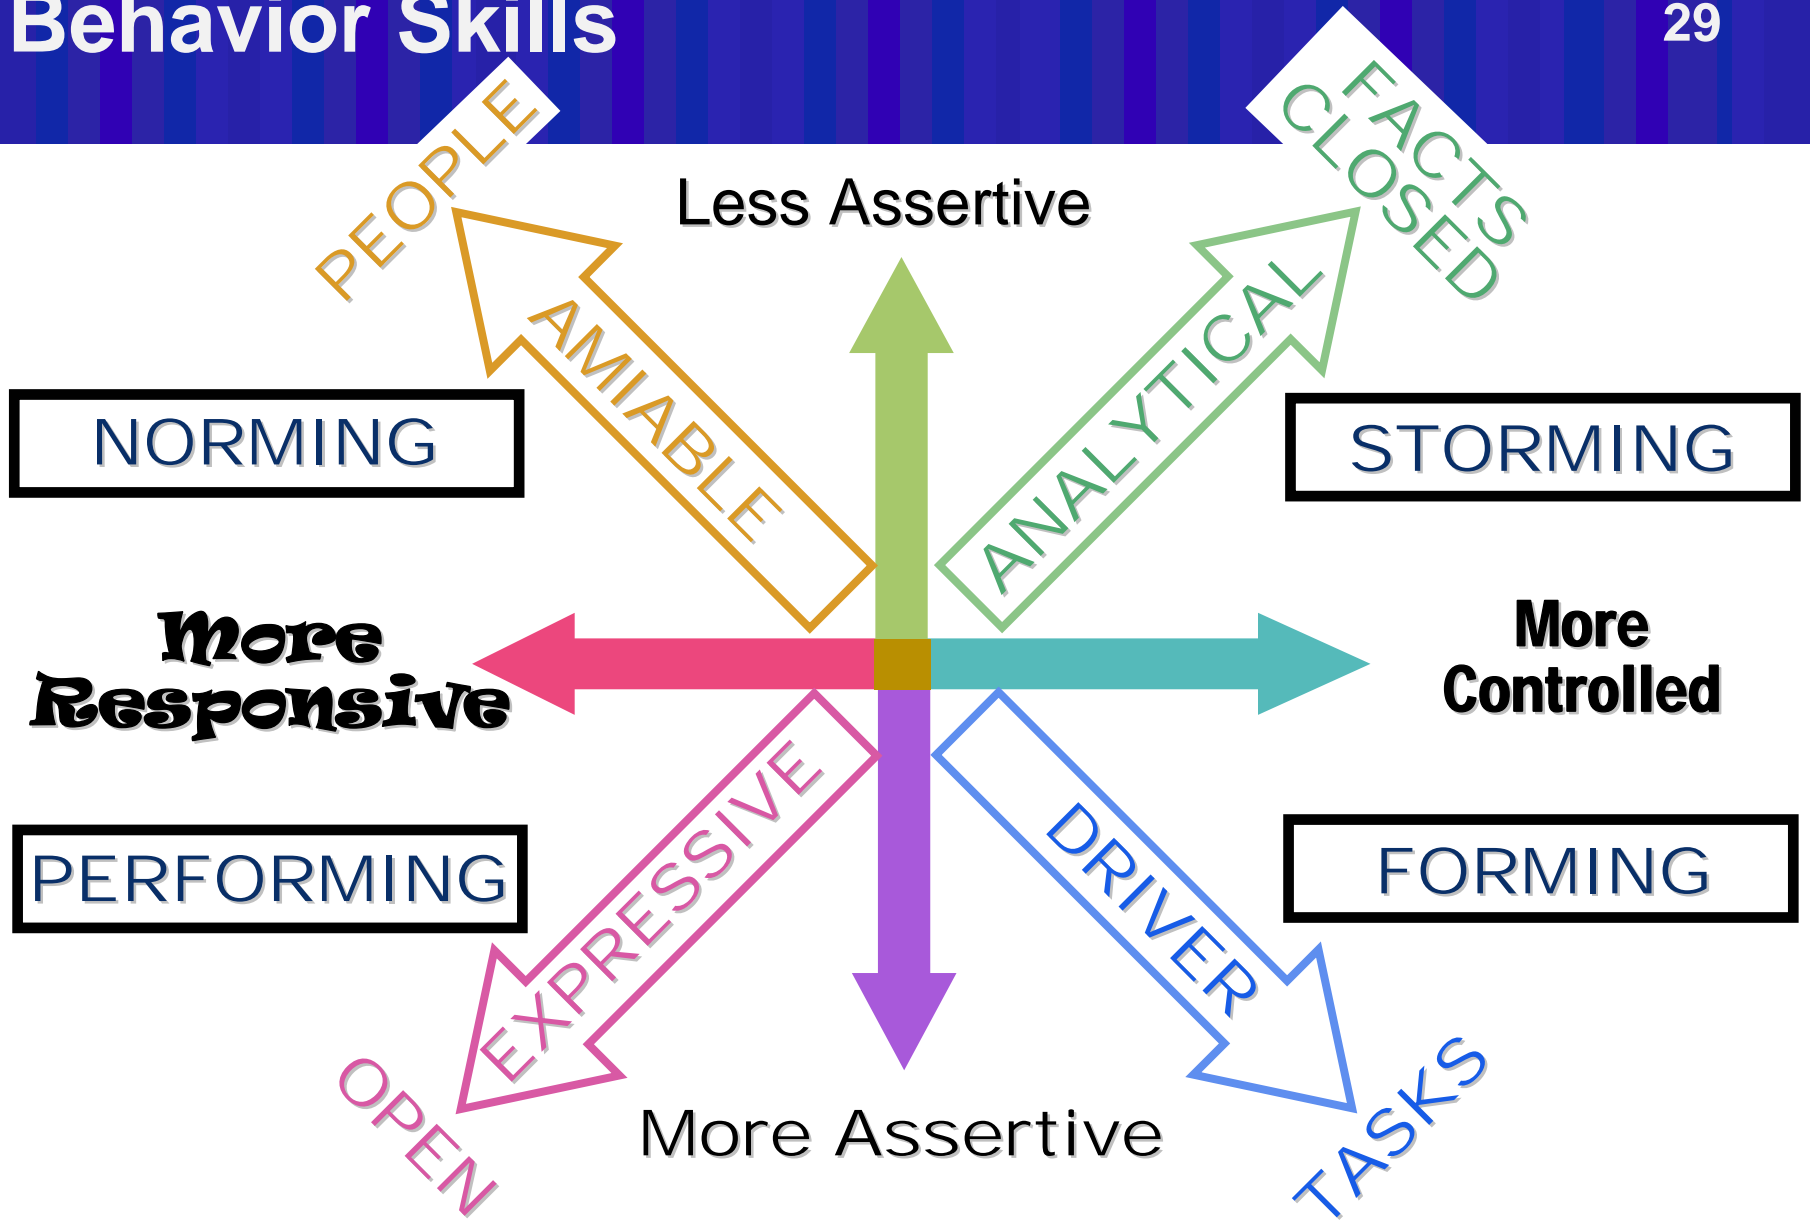 Behavior Skills
29
PEOPLE
FACTS
CLOSED
Less Assertive
AMIABLE
ANALYTICAL
NORMING
STORMING
More
Responsive
More
Controlled
PERFORMING
FORMING
EXPRESSIVE
DRIVER
OPEN
TASKS
More Assertive